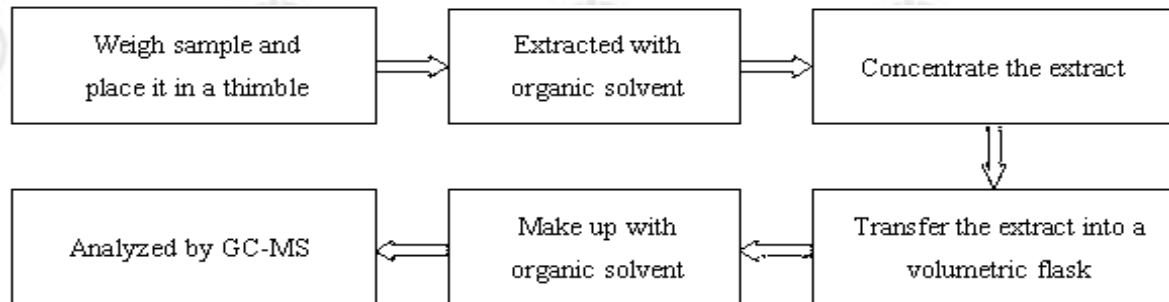 Weigh sample and
place it in a thimble
Extracted with
organic solvent
Concentrate the extract
Transfer the extract into a
volumetric flask
Make up with
organic solvent
Analyzed by GC-MS